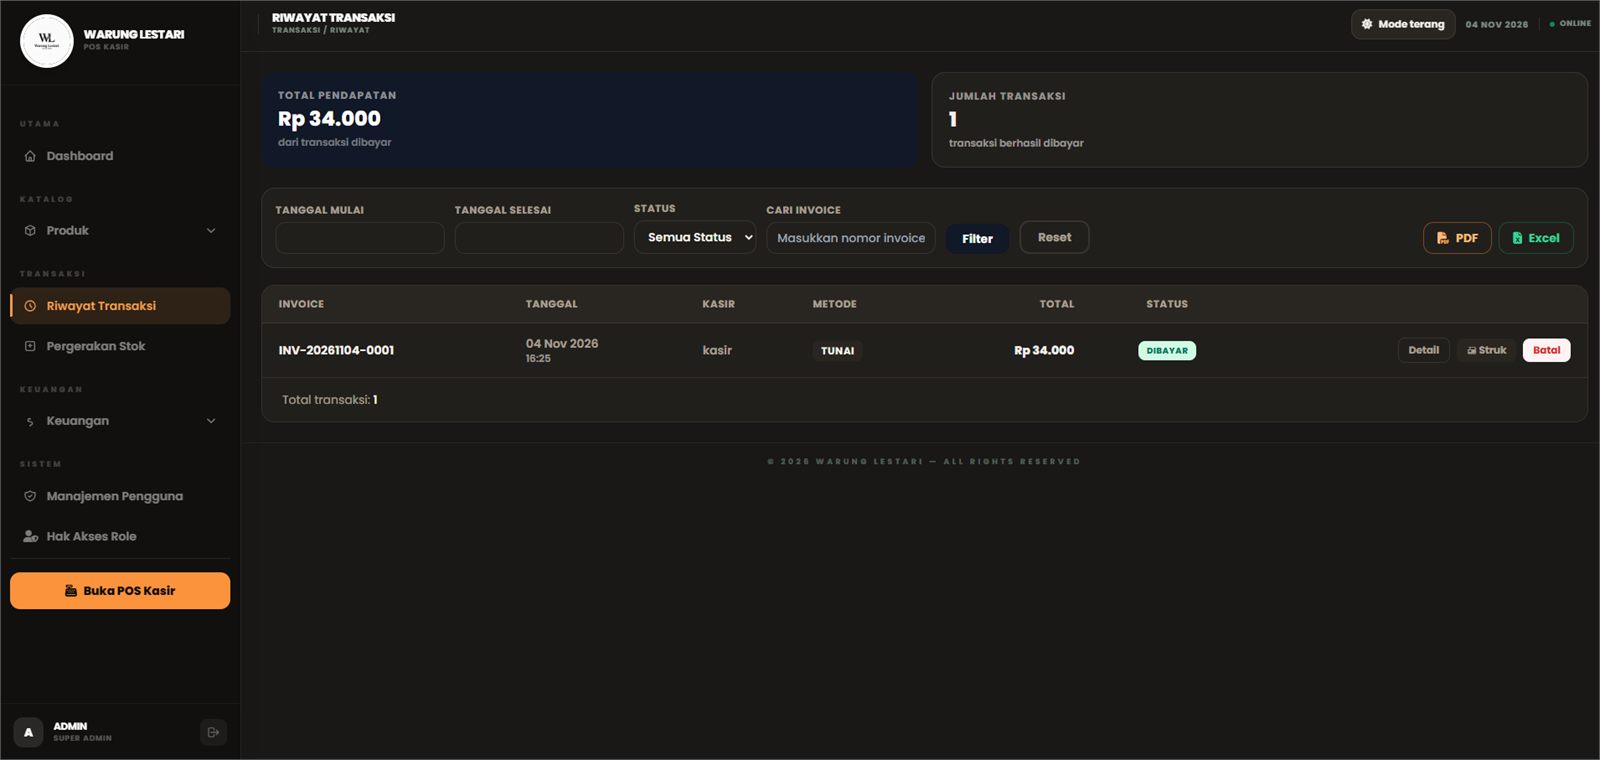 WL
Warung Lestari
WARUNG LESTARI
POS KASIR
UTAMA
Dashboard
KATALOG
Produk
TRANSAKSI
Riwayat Transaksi
Pergerakan Stok
KEUANGAN
Keuangan
SISTEM
Manajemen Pengguna
Hak Akses Role
Buka POS Kasir
A
ADMIN
SUPER ADMIN
RIWAYAT TRANSAKSI
TRANSAKSI / RIWAYAT
Mode terang
04 NOV 2026
ONLINE
TOTAL PENDAPATAN
Rp 34.000
dari transaksi dibayar
JUMLAH TRANSAKSI
1
transaksi berhasil dibayar
TANGGAL MULAI
TANGGAL SELESAI
STATUS
Semua Status
CARI INVOICE
Masukkan nomor invoice
Filter
Reset
PDF
Excel
INVOICE TANGGAL KASIR METODE TOTAL STATUS
INV-20261104-0001 04 Nov 2026 kasir TUNAI Rp 34.000 DIBAYAR Detail Struk Batal
16:25
Total transaksi: 1
© 2026 WARUNG LESTARI — ALL RIGHTS RESERVED